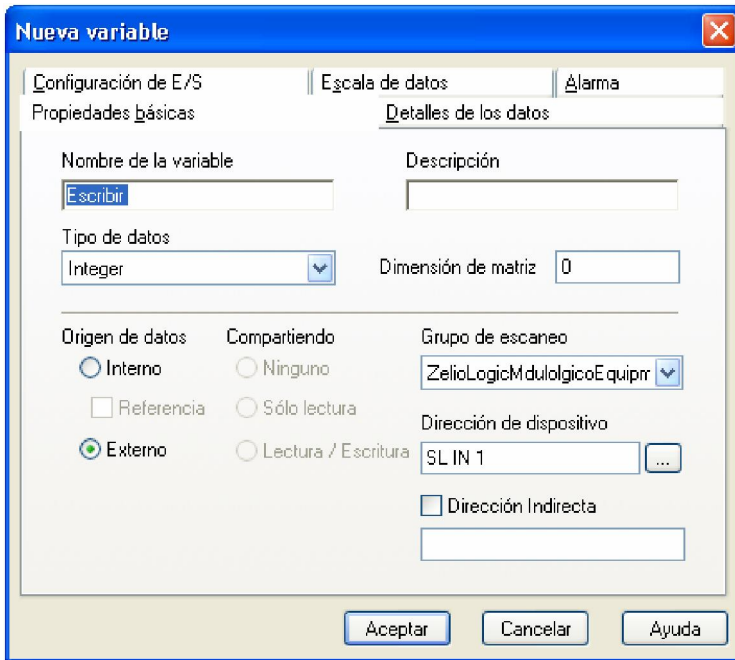 Nueva variable
Configuración de E/S
Escala de datos
Alarma
Propiedades básicas
Detalles de los datos
Nombre de la variable
Descripción
Escribir
Tipo de datos
Integer
Dimensión de matriz
0
Origen de datos
Compartiendo
Grupo de escaneo
Interno
Ninguno
ZelioLogicMdulolgicoEquipm
Referencia
Sólo lectura
Dirección de dispositivo
Externo
Lectura / Escritura
SL IN 1
...
Dirección Indirecta
Aceptar
Cancelar
Ayuda